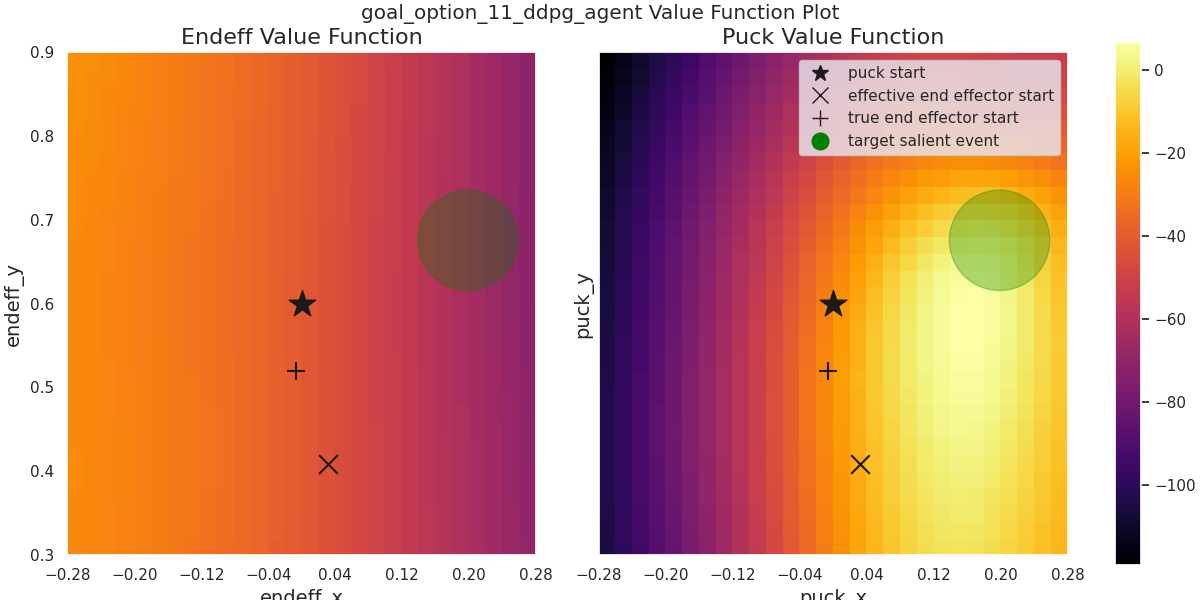 goal_option_11_ddpg_agent Value Function Plot
Endeff Value Function
Puck Value Function
endeff_y
0.9
0.8
0.7
0.6
0.5
0.4
0.3
−0.28 −0.20 −0.12 −0.04 0.04 0.12 0.20 0.28
endeff_x
puck_y
puck start
effective end effector start
true end effector start
target salient event
−0.28 −0.20 −0.12 −0.04 0.04 0.12 0.20 0.28
puck_x
0
−20
−40
−60
−80
−100